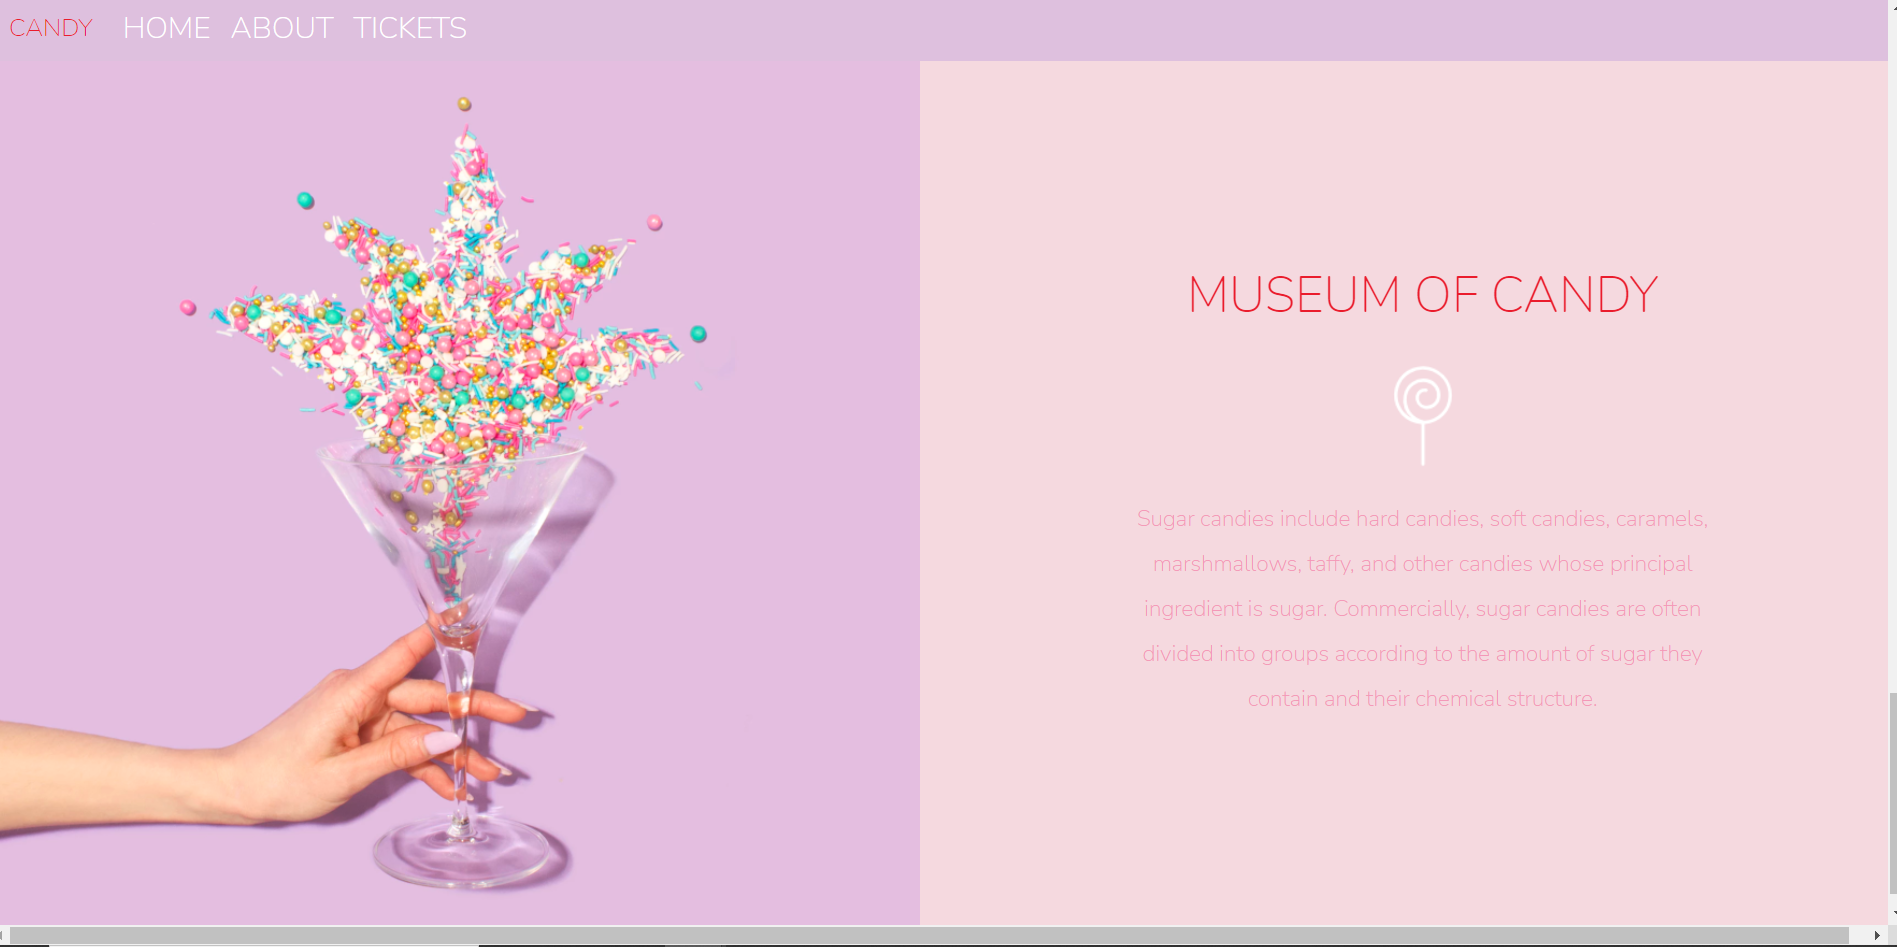 CANDY HOME ABOUT TICKETS
MUSEUM OF CANDY
Sugar candies include hard candies, soft candies, caramels,
marshmallows, taffy, and other candies whose principal
ingredient is sugar. Commercially, sugar candies are often
divided into groups according to the amount of sugar they
contain and their chemical structure.